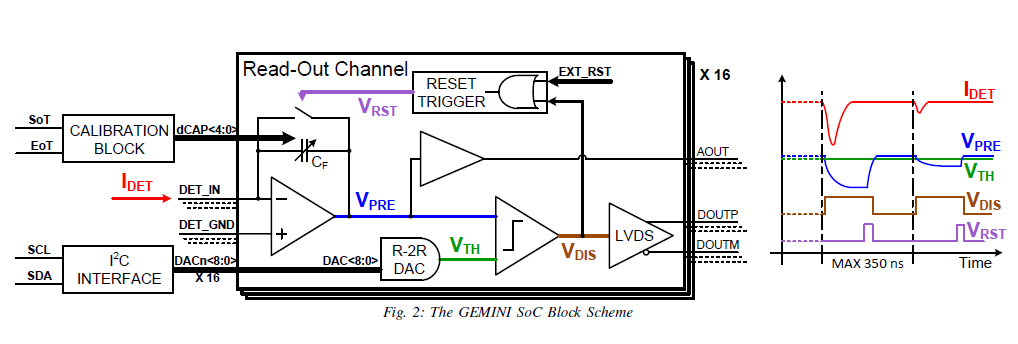 Read-Out Channel
RESET
TRIGGER
EXT_RST
X 16
VRST
SoT
EoT
CALIBRATION
BLOCK
dCAP<4:0>
CF
AOUT
IDET
DET_IN
DET_GND
VPRE
DOUTP
DOUTM
LVDS
VDIS
SCL
SDA
I2C
INTERFACE
DACn<8:0>
X 16
DAC<8:0>
R-2R
DAC
VTH
IDET
VPRE
VTH
VDIS
VRST
MAX 350 ns
Time
Fig. 2: The GEMINI SoC Block Scheme